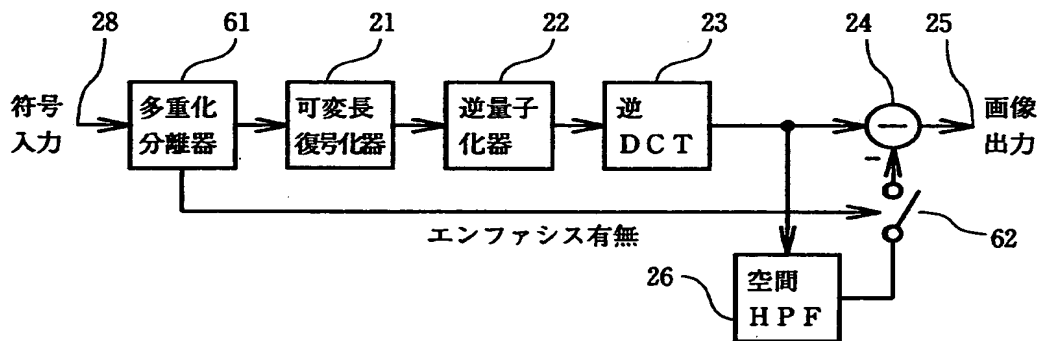 28
61
21
22
23
24
25
符号
入力
多重化
分離器
可変長
復号化器
逆量子
化器
逆
DCT
−
画像
出力
−
エンファシス有無
62
26
空間
HPF